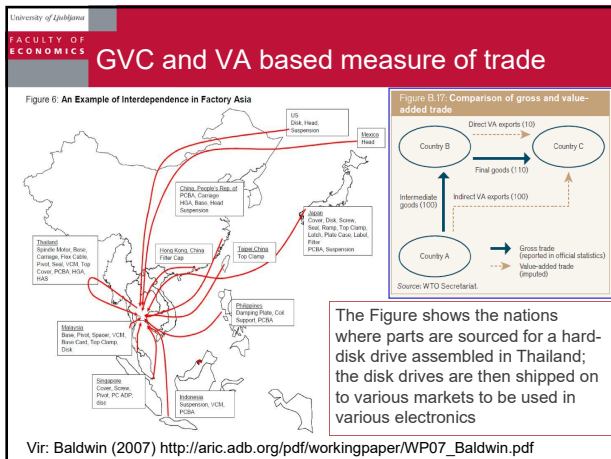 University of Ljubljana
FACULTY OF
ECONOMICS
GVC and VA based measure of trade
Figure 6: An Example of Interdependence in Factory Asia
US
Disk, Head,
Suspension
Mexico
Head
China, People's Rep. of
PCBA, Carriage
HGA, Base, Head
Suspension
Japan
Cover, Disk, Screw,
Seal, Ramp, Top Clamp,
Latch, Plate Case, Label,
Filter
PCBA, Suspension
Thailand
Spindle Motor, Base,
Carriage, Flex Cable,
Pivot, Seal, VCM, Top
Cover, PCBA, HGA,
HAS
Hong Kong, China
Filter Cap
Taipei,China
Top Clamp
Philippines
Damping Plate, Coil
Support, PCBA
Malaysia
Base, Pivot, Spacer, VCM,
Base Card, Top Clamp,
Disk
Singapore
Cover, Screw,
Pivot, PC ADP,
disc
Indonesia
Suspension, VCM,
PCBA
Figure B.17: Comparison of gross and value-
added trade
Direct VA exports (10)
Country B
Country C
Final goods (110)
Intermediate
goods (100)
Indirect VA exports (100)
Country A
Gross trade
(reported in official statistics)
Value-added trade
(imputed)
Source: WTO Secretariat.
The Figure shows the nations
where parts are sourced for a hard-
disk drive assembled in Thailand;
the disk drives are then shipped on
to various markets to be used in
various electronics
Vir: Baldwin (2007) http://aric.adb.org/pdf/workingpaper/WP07_Baldwin.pdf